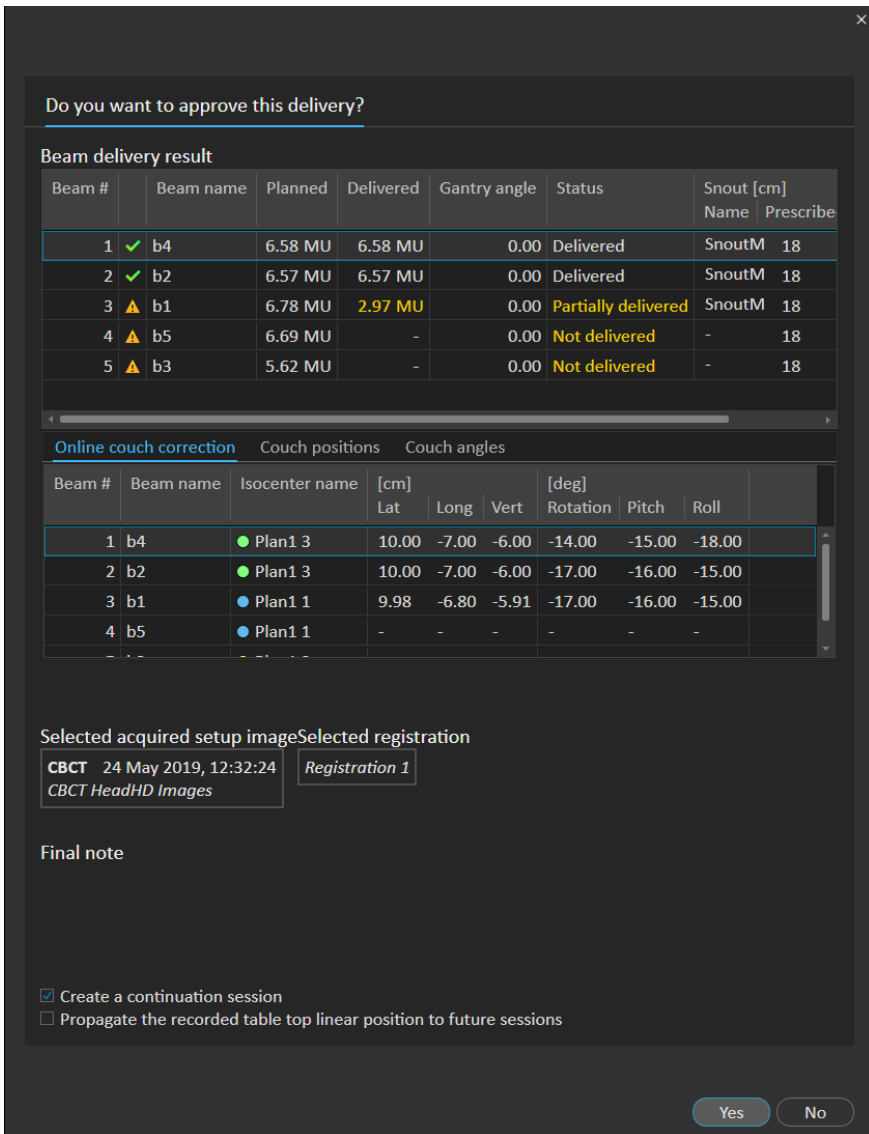 Do you want to approve this delivery?
Beam delivery result
Beam # Beam name Planned Delivered Gantry angle Status Snout [cm]
Name Prescribe
1 b4 6.58 MU 6.58 MU 0.00 Delivered SnoutM 18
2 b2 6.57 MU 6.57 MU 0.00 Delivered SnoutM 18
3 b1 6.78 MU 2.97 MU 0.00 Partially delivered SnoutM 18
4 b5 6.69 MU - 0.00 Not delivered - 18
5 b3 5.62 MU - 0.00 Not delivered - 18
Online couch correction Couch positions Couch angles
Beam # Beam name Isocenter name [cm] [deg]
Lat Long Vert Rotation Pitch Roll
1 b4 Plan1 3 10.00 -7.00 -6.00 -14.00 -15.00 -18.00
2 b2 Plan1 3 10.00 -7.00 -6.00 -17.00 -16.00 -15.00
3 b1 Plan1 1 9.98 -6.80 -5.91 -17.00 -16.00 -15.00
4 b5 Plan1 1 - - - - - -
Selected acquired setup image Selected registration
CBCT 24 May 2019, 12:32:24 Registration 1
CBCT HeadHD Images
Final note
Create a continuation session
Propagate the recorded table top linear position to future sessions
Yes No